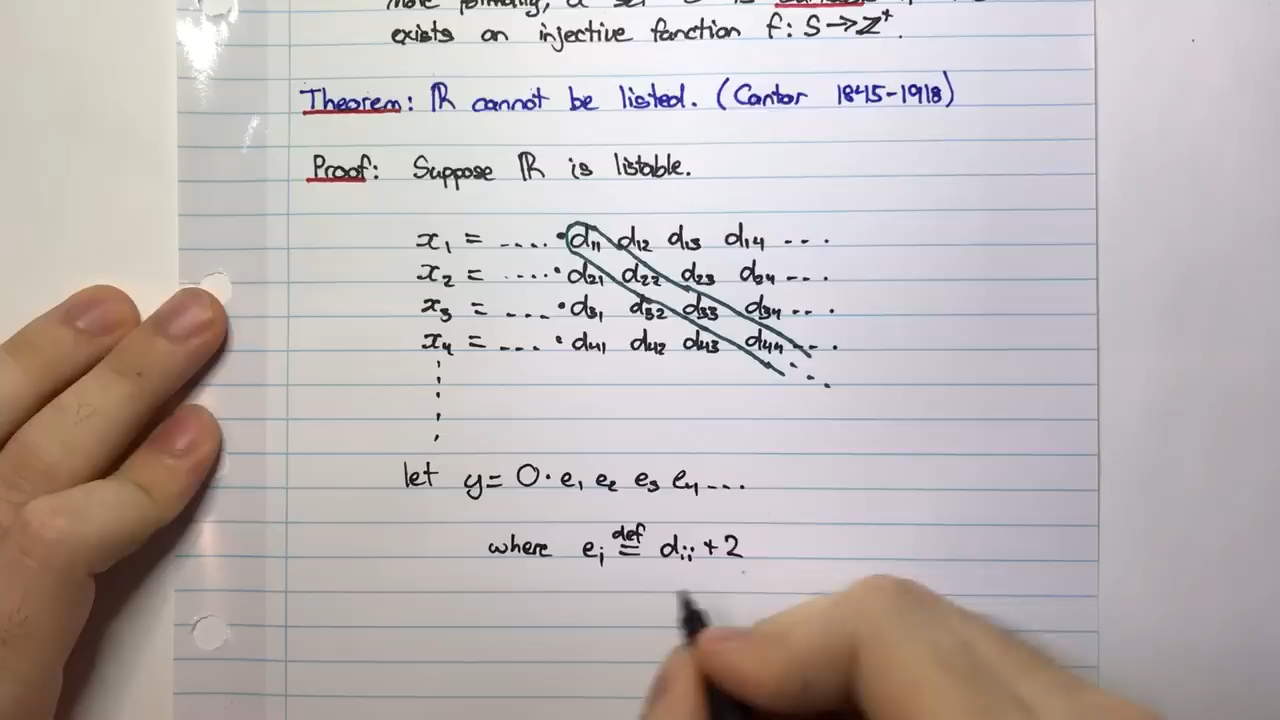 exists an injective function f: S→Z⁺.
Theorem: ℝ cannot be listed. (Cantor 1845-1918)
Proof: Suppose ℝ is listable.
x₁ = ....·d₁₁ d₁₂ d₁₃ d₁₄ ...
x₂ = ....·d₂₁ d₂₂ d₂₃ d₂₄ ...
x₃ = ....·d₃₁ d₃₂ d₃₃ d₃₄ ...
x₄ = ....·d₄₁ d₄₂ d₄₃ d₄₄ ...
let y = 0·e₁ e₂ e₃ e₄ ...
where eᵢ ≝ dᵢᵢ + 2